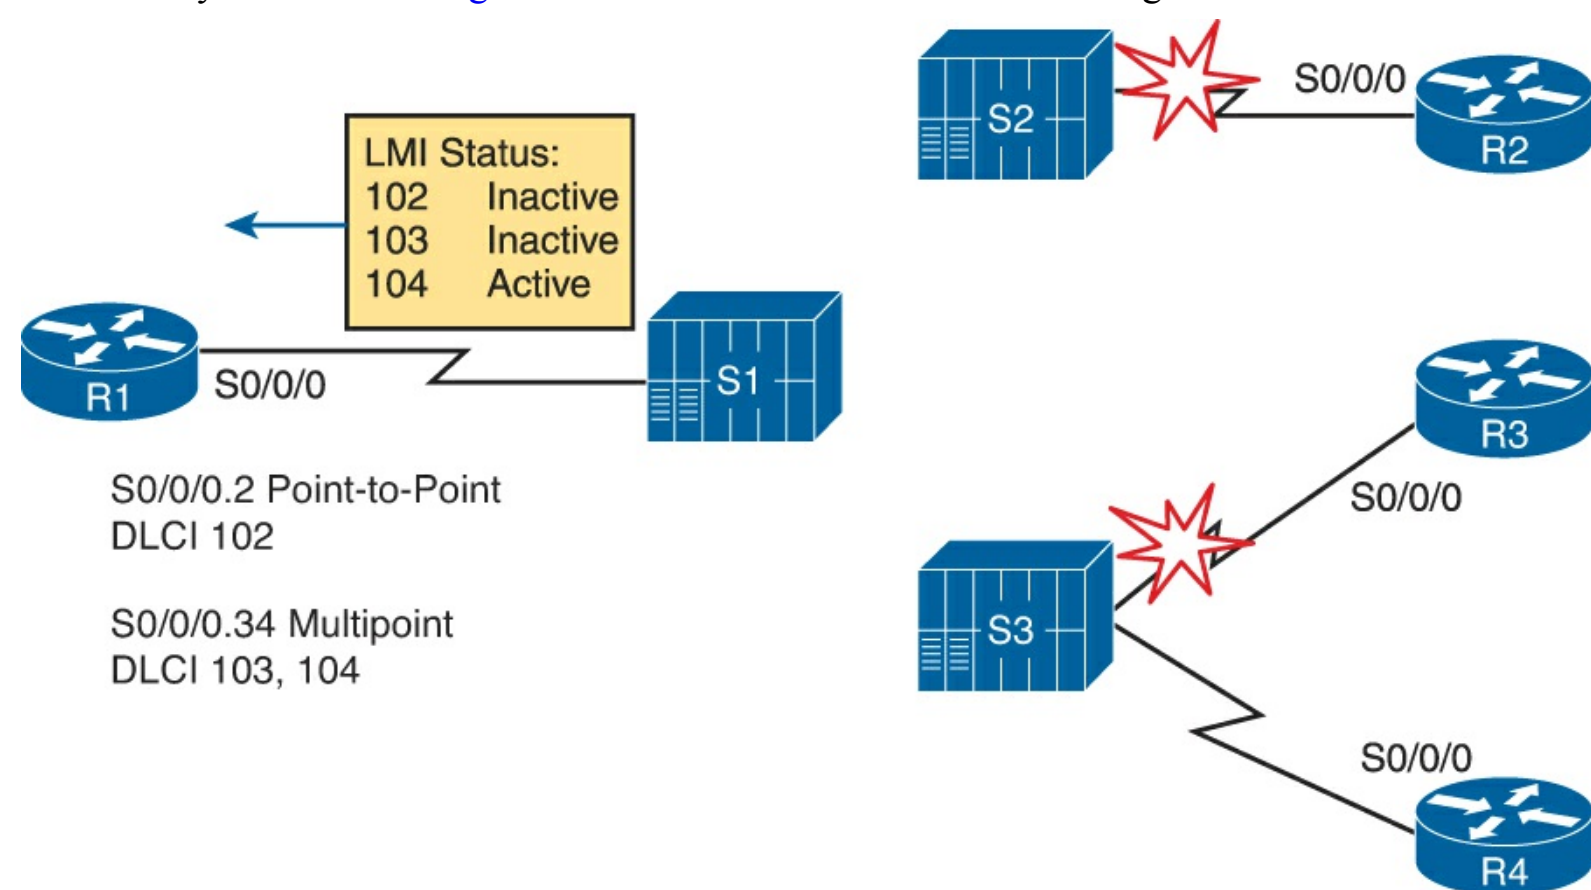 LMI Status:
102 Inactive
103 Inactive
104 Active
R1
S0/0/0
S1
S0/0/0.2 Point-to-Point
DLCI 102
S0/0/0.34 Multipoint
DLCI 103, 104
S2
S0/0/0
R2
R3
S0/0/0
S3
S0/0/0
R4